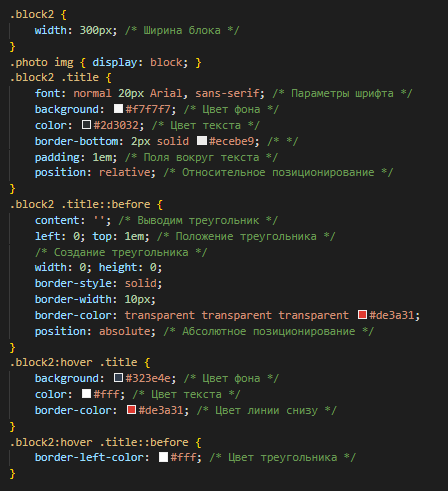 .block2 {
width: 300px; /* Ширина блока */
}
.photo img { display: block; }
.block2 .title {
font: normal 20px Arial, sans-serif; /* Параметры шрифта */
background: #f7f7f7; /* Цвет фона */
color: #2d3032; /* Цвет текста */
border-bottom: 2px solid #ecebe9; /* */
padding: 1em; /* Поля вокруг текста */
position: relative; /* Относительное позиционирование */
}
.block2 .title::before {
content: ''; /* Выводим треугольник */
left: 0; top: 1em; /* Положение треугольника */
/* Создание треугольника */
width: 0; height: 0;
border-style: solid;
border-width: 10px;
border-color: transparent transparent transparent #de3a31;
position: absolute; /* Абсолютное позиционирование */
}
.block2:hover .title {
background: #323e4e; /* Цвет фона */
color: #fff; /* Цвет текста */
border-color: #de3a31; /* Цвет линии снизу */
}
.block2:hover .title::before {
border-left-color: #fff; /* Цвет треугольника */
}